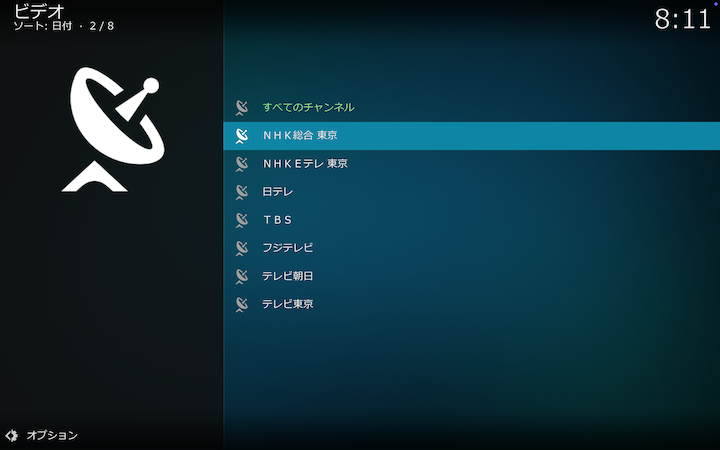 ビデオ
ソート: 日付 · 2 / 8
8:11
すべてのチャンネル
ＮＨＫ総合 東京
ＮＨＫＥテレ 東京
日テレ
ＴＢＳ
フジテレビ
テレビ朝日
テレビ東京
オプション